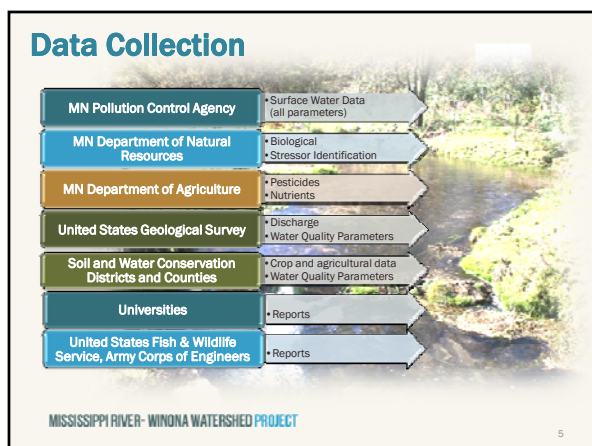 Data Collection
MN Pollution Control Agency
•Surface Water Data
(all parameters)
MN Department of Natural
Resources
•Biological
•Stressor Identification
MN Department of Agriculture
•Pesticides
•Nutrients
United States Geological Survey
•Discharge
•Water Quality Parameters
Soil and Water Conservation
Districts and Counties
•Crop and agricultural data
•Water Quality Parameters
Universities
•Reports
United States Fish & Wildlife
Service, Army Corps of Engineers
•Reports
MISSISSIPPI RIVER- WINONA WATERSHED PROJECT
5